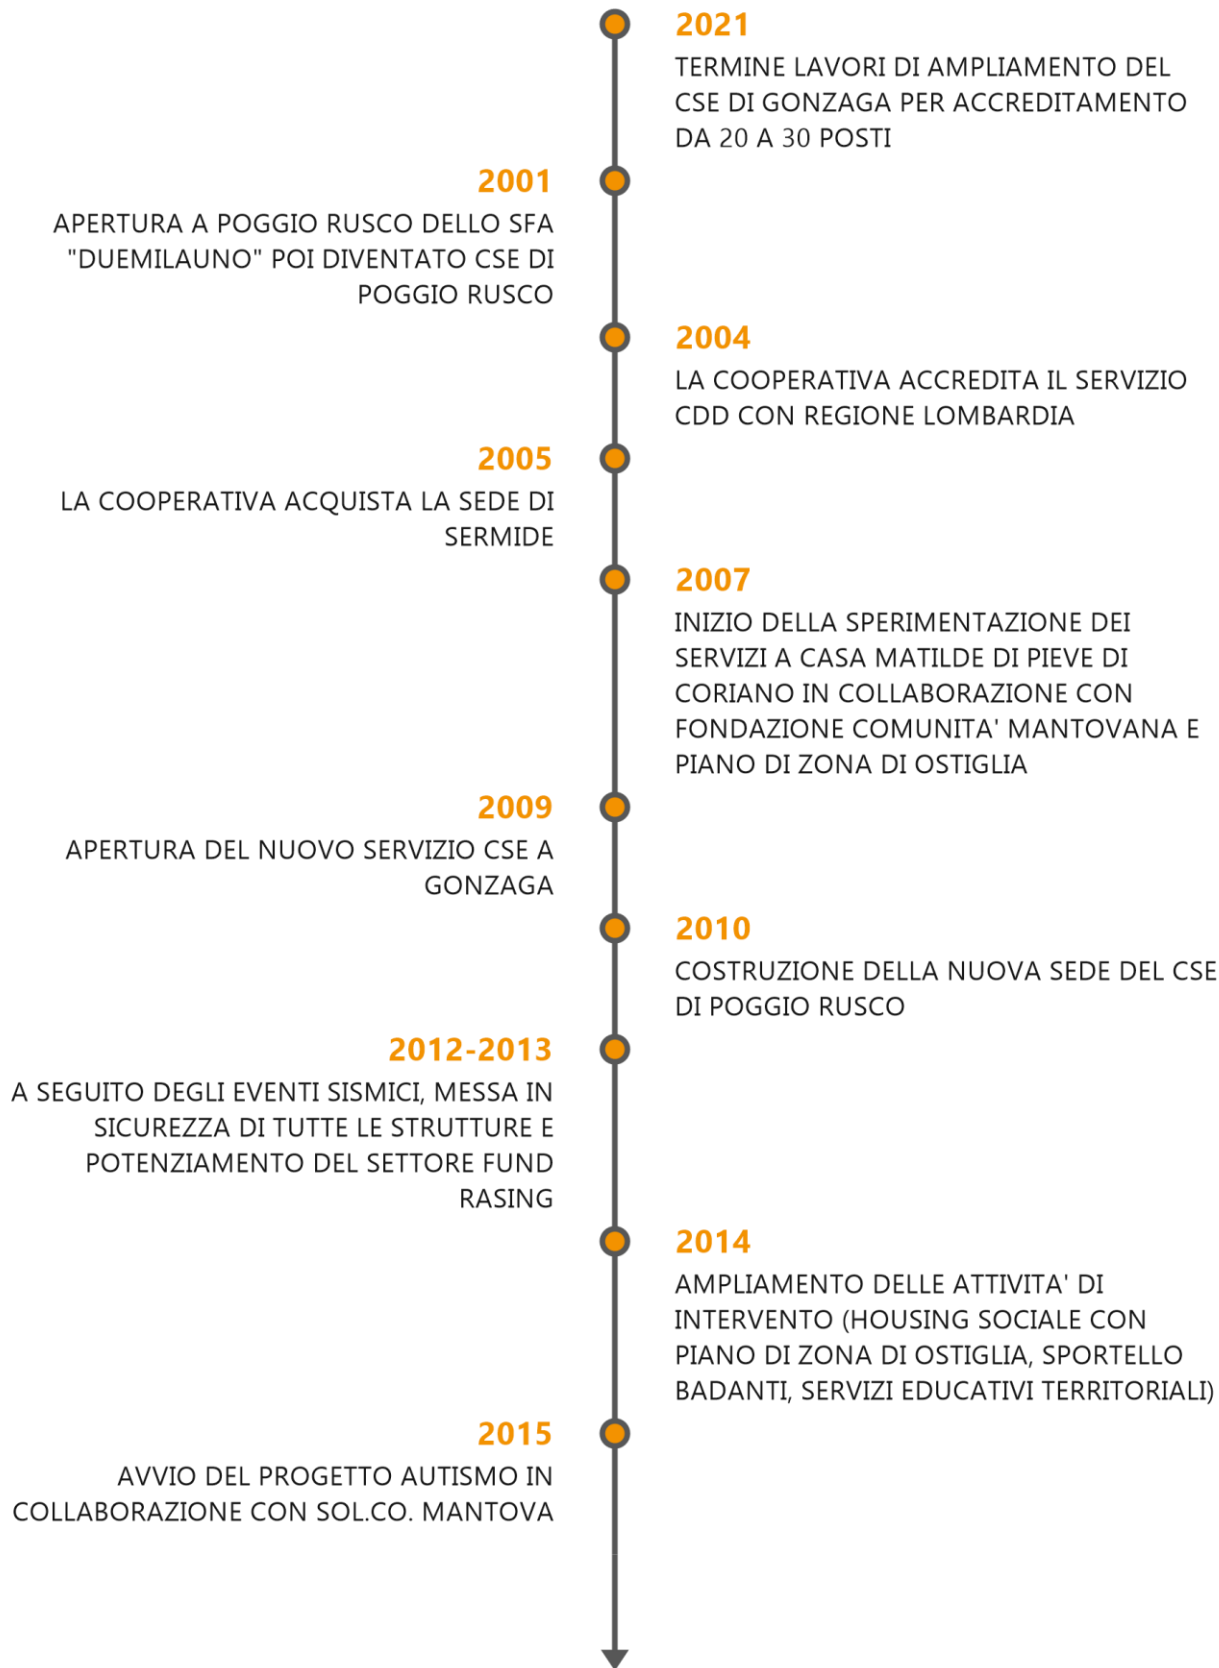 2021
TERMINE LAVORI DI AMPLIAMENTO DEL
CSE DI GONZAGA PER ACCREDITAMENTO
DA 20 A 30 POSTI
2001
APERTURA A POGGIO RUSCO DELLO SFA
"DUEMILAUNO" POI DIVENTATO CSE DI
POGGIO RUSCO
2004
LA COOPERATIVA ACCREDITA IL SERVIZIO
CDD CON REGIONE LOMBARDIA
2005
LA COOPERATIVA ACQUISTA LA SEDE DI
SERMIDE
2007
INIZIO DELLA SPERIMENTAZIONE DEI
SERVIZI A CASA MATILDE DI PIEVE DI
CORIANO IN COLLABORAZIONE CON
FONDAZIONE COMUNITA' MANTOVANA E
PIANO DI ZONA DI OSTIGLIA
2009
APERTURA DEL NUOVO SERVIZIO CSE A
GONZAGA
2010
COSTRUZIONE DELLA NUOVA SEDE DEL CSE
DI POGGIO RUSCO
2012-2013
A SEGUITO DEGLI EVENTI SISMICI, MESSA IN
SICUREZZA DI TUTTE LE STRUTTURE E
POTENZIAMENTO DEL SETTORE FUND
RASING
2014
AMPLIAMENTO DELLE ATTIVITA' DI
INTERVENTO (HOUSING SOCIALE CON
PIANO DI ZONA DI OSTIGLIA, SPORTELLO
BADANTI, SERVIZI EDUCATIVI TERRITORIALI)
2015
AVVIO DEL PROGETTO AUTISMO IN
COLLABORAZIONE CON SOL.CO. MANTOVA